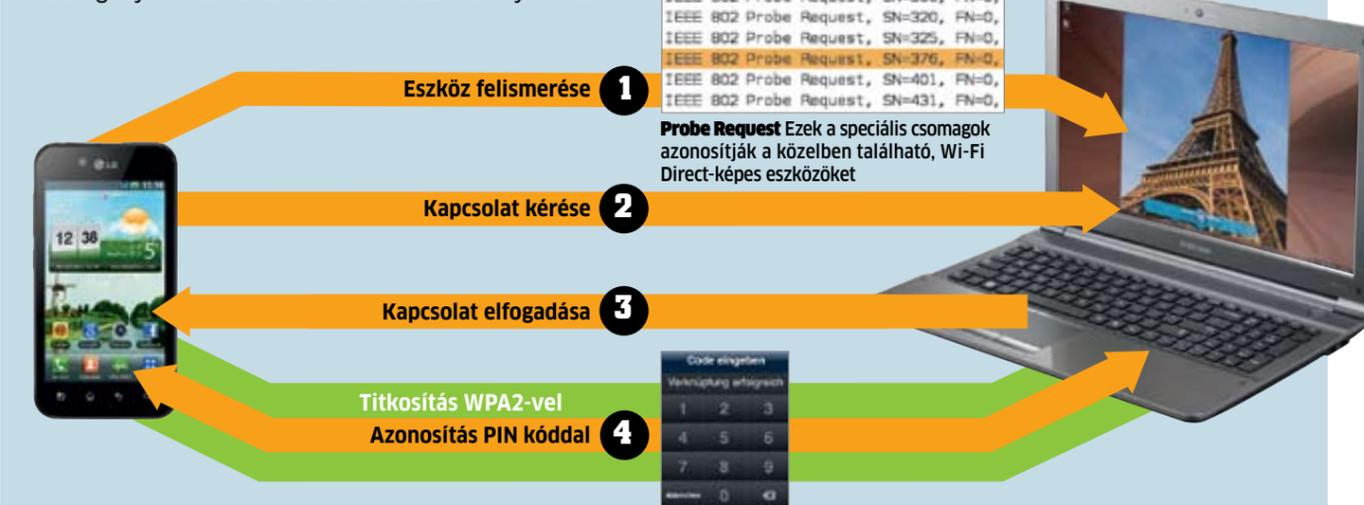 IEEE 802 Probe Request, SN=320, FN=0,
IEEE 802 Probe Request, SN=325, FN=0,
IEEE 802 Probe Request, SN=376, FN=0,
IEEE 802 Probe Request, SN=401, FN=0,
IEEE 802 Probe Request, SN=431, FN=0,
Eszköz felismerése 1
Probe Request Ezek a speciális csomagok
azonosítják a közelben található, Wi-Fi
Direct-képes eszközöket
LG
Kapcsolat kérése 2
12 36
5
Kapcsolat elfogadása 3
Code eingeben
Verknüpfung erfolgreich
Titkosítás WPA2-vel
Azonosítás PIN kóddal 4
1 2 3
4 5 6
7 8 9
0